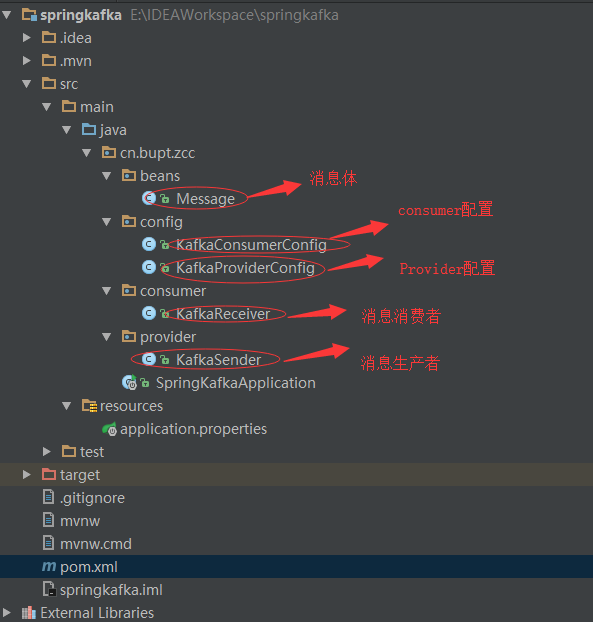 springkafka E:\IDEAWorkspace\springkafka
.idea
.mvn
src
main
java
cn.bupt.zcc
beans
Message 消息体
config
consumer配置
KafkaConsumerConfig
KafkaProviderConfig Provider配置
consumer
KafkaReceiver 消息消费者
provider
KafkaSender 消息生产者
SpringKafkaApplication
resources
application.properties
test
target
.gitignore
mvnw
mvnw.cmd
pom.xml
springkafka.iml
External Libraries